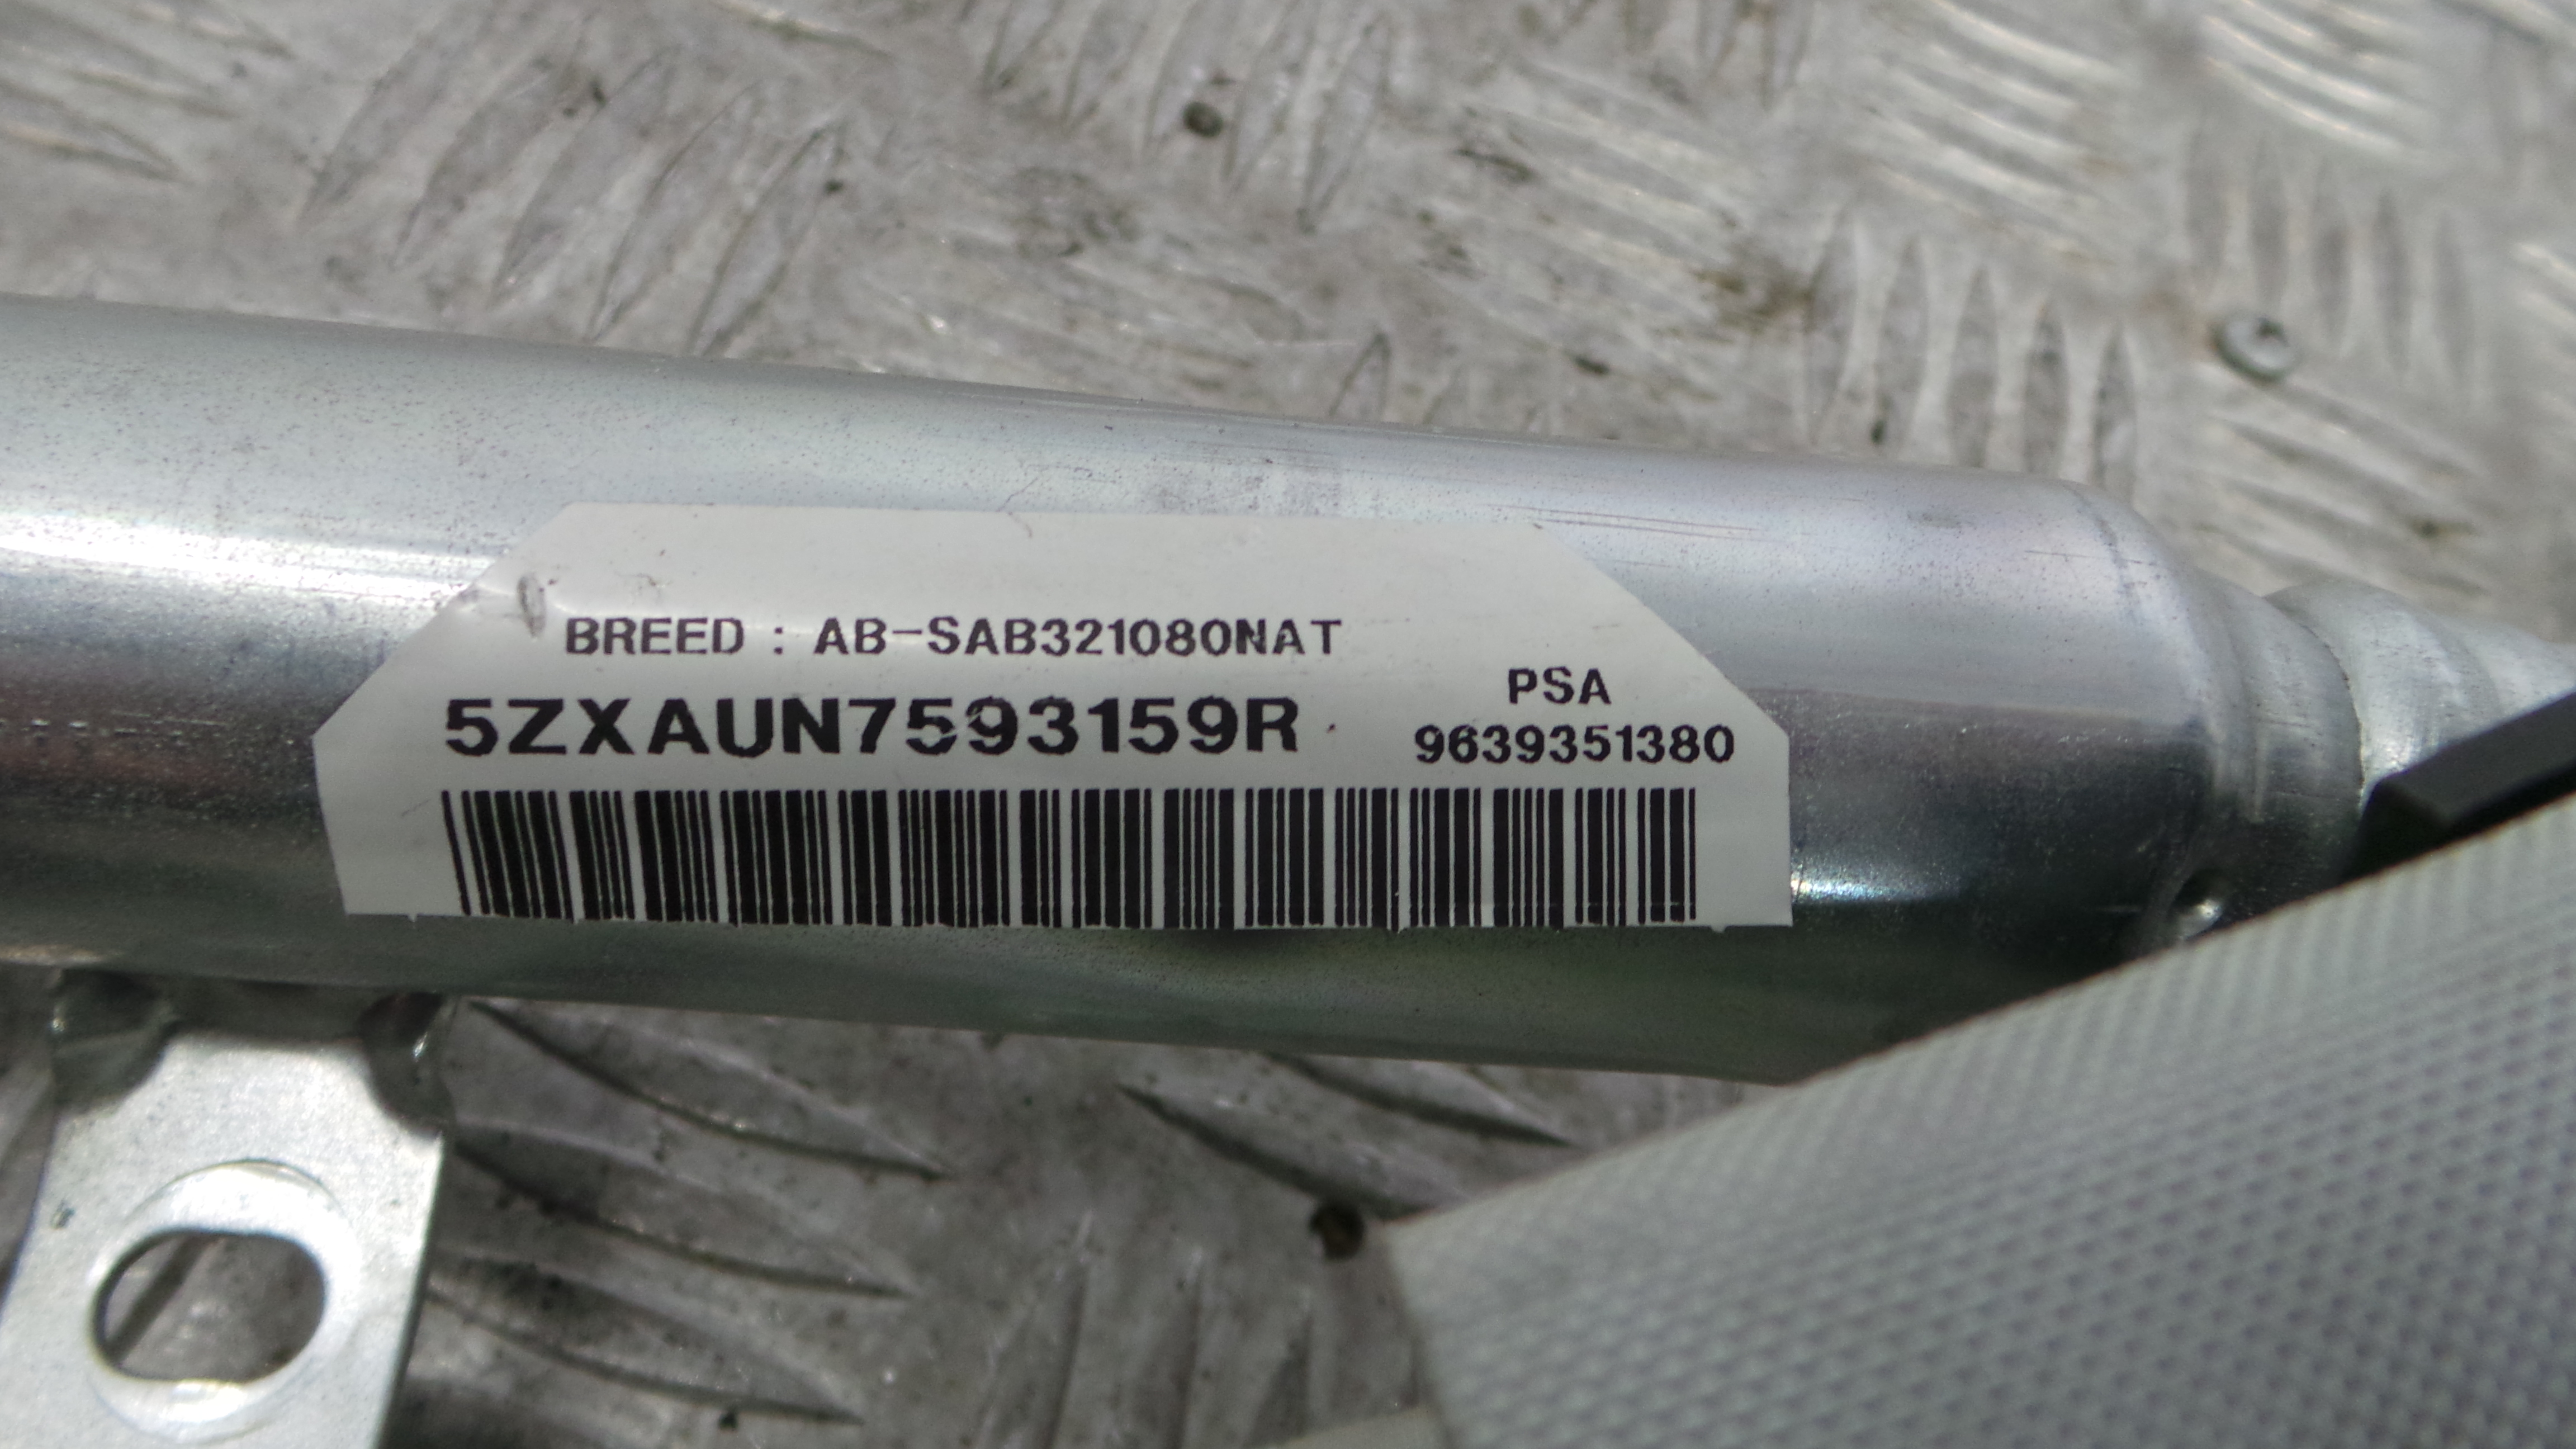 BREED : AB-SAB321080NAT
5ZXAUN7593159R
PSA
9639351380